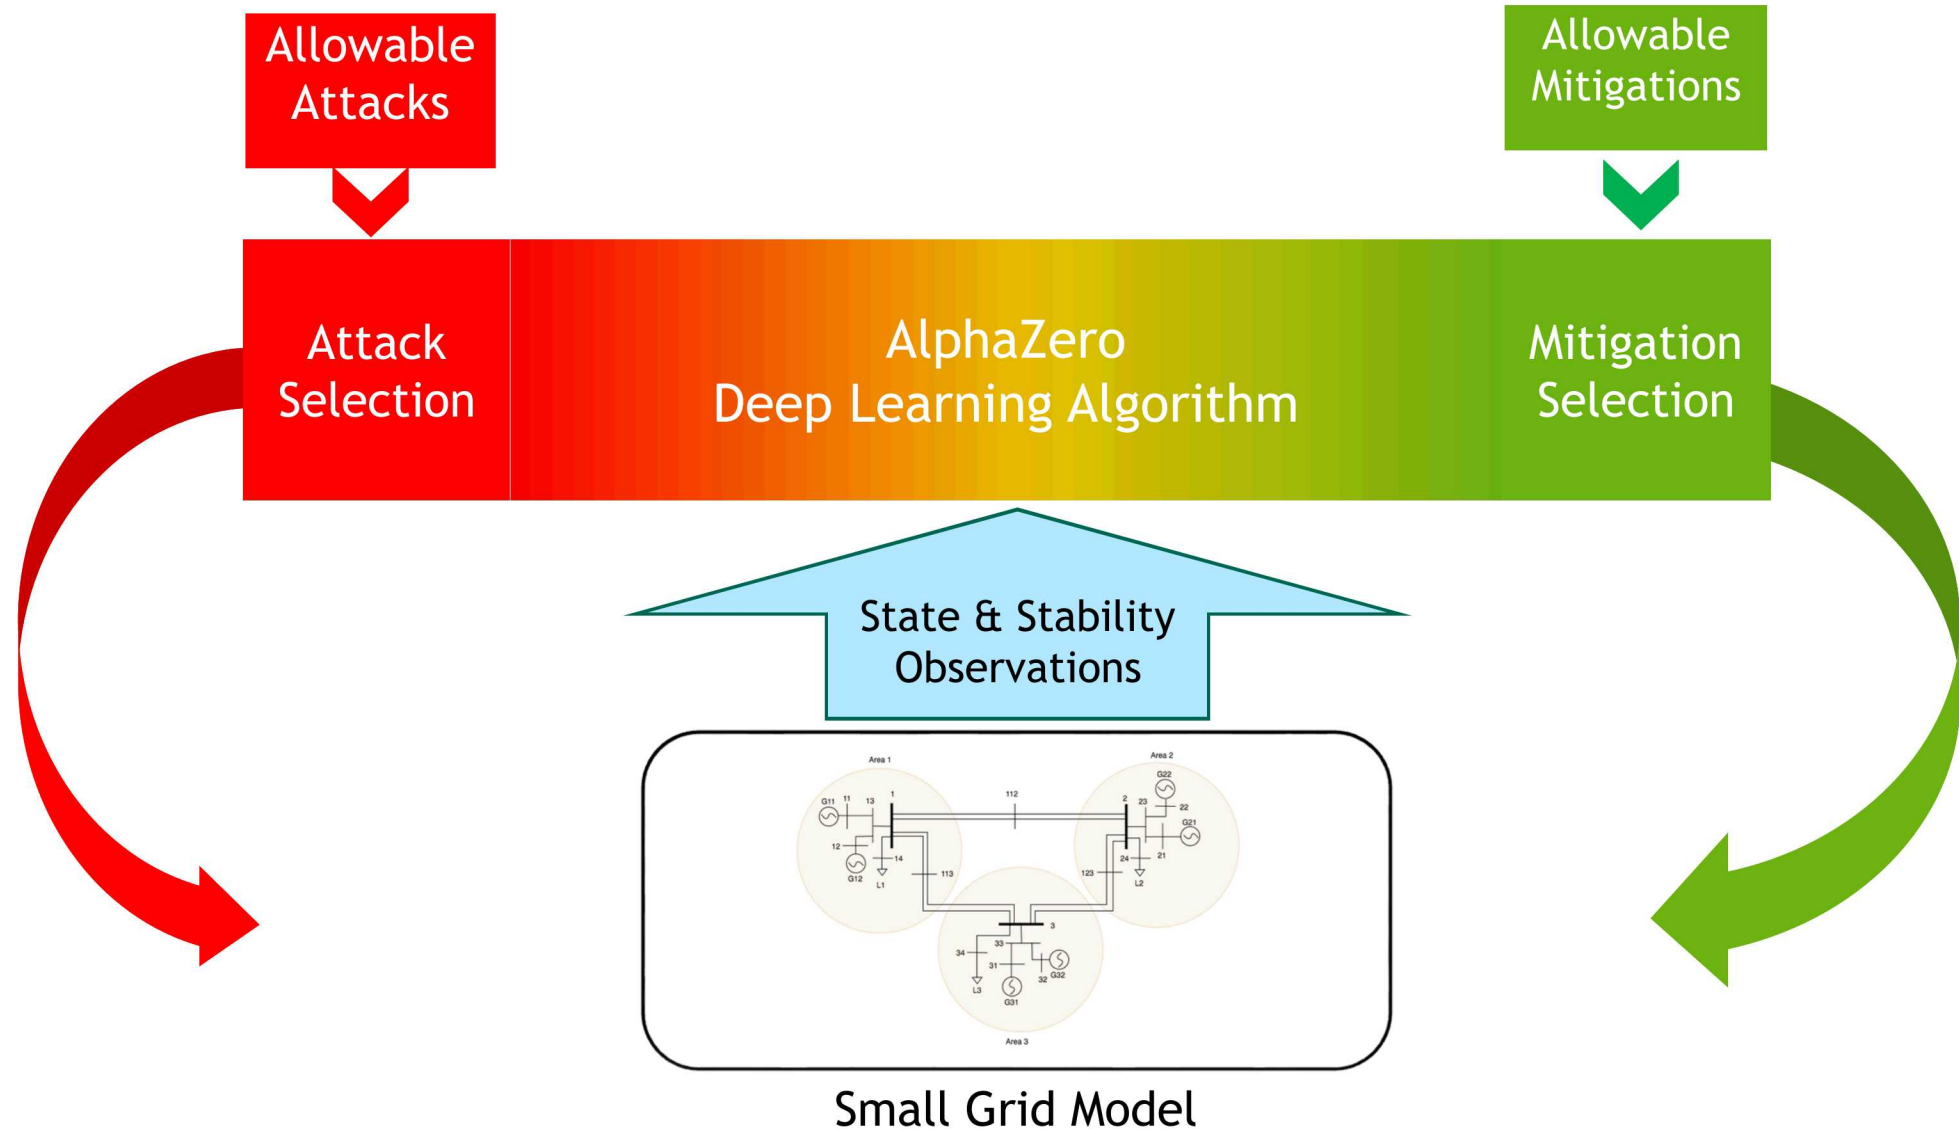 Allowable
Attacks
Allowable
Mitigations
Attack
Selection
AlphaZero
Deep Learning Algorithm
Mitigation
Selection
State & Stability
Observations
Area 1
Area 2
G11
11
13
1
112
2
23
G22
22
G21
12
G12
14
L1
113
123
24
21
L2
3
33
34
31
32
G32
L3
G31
Area 3
Small Grid Model